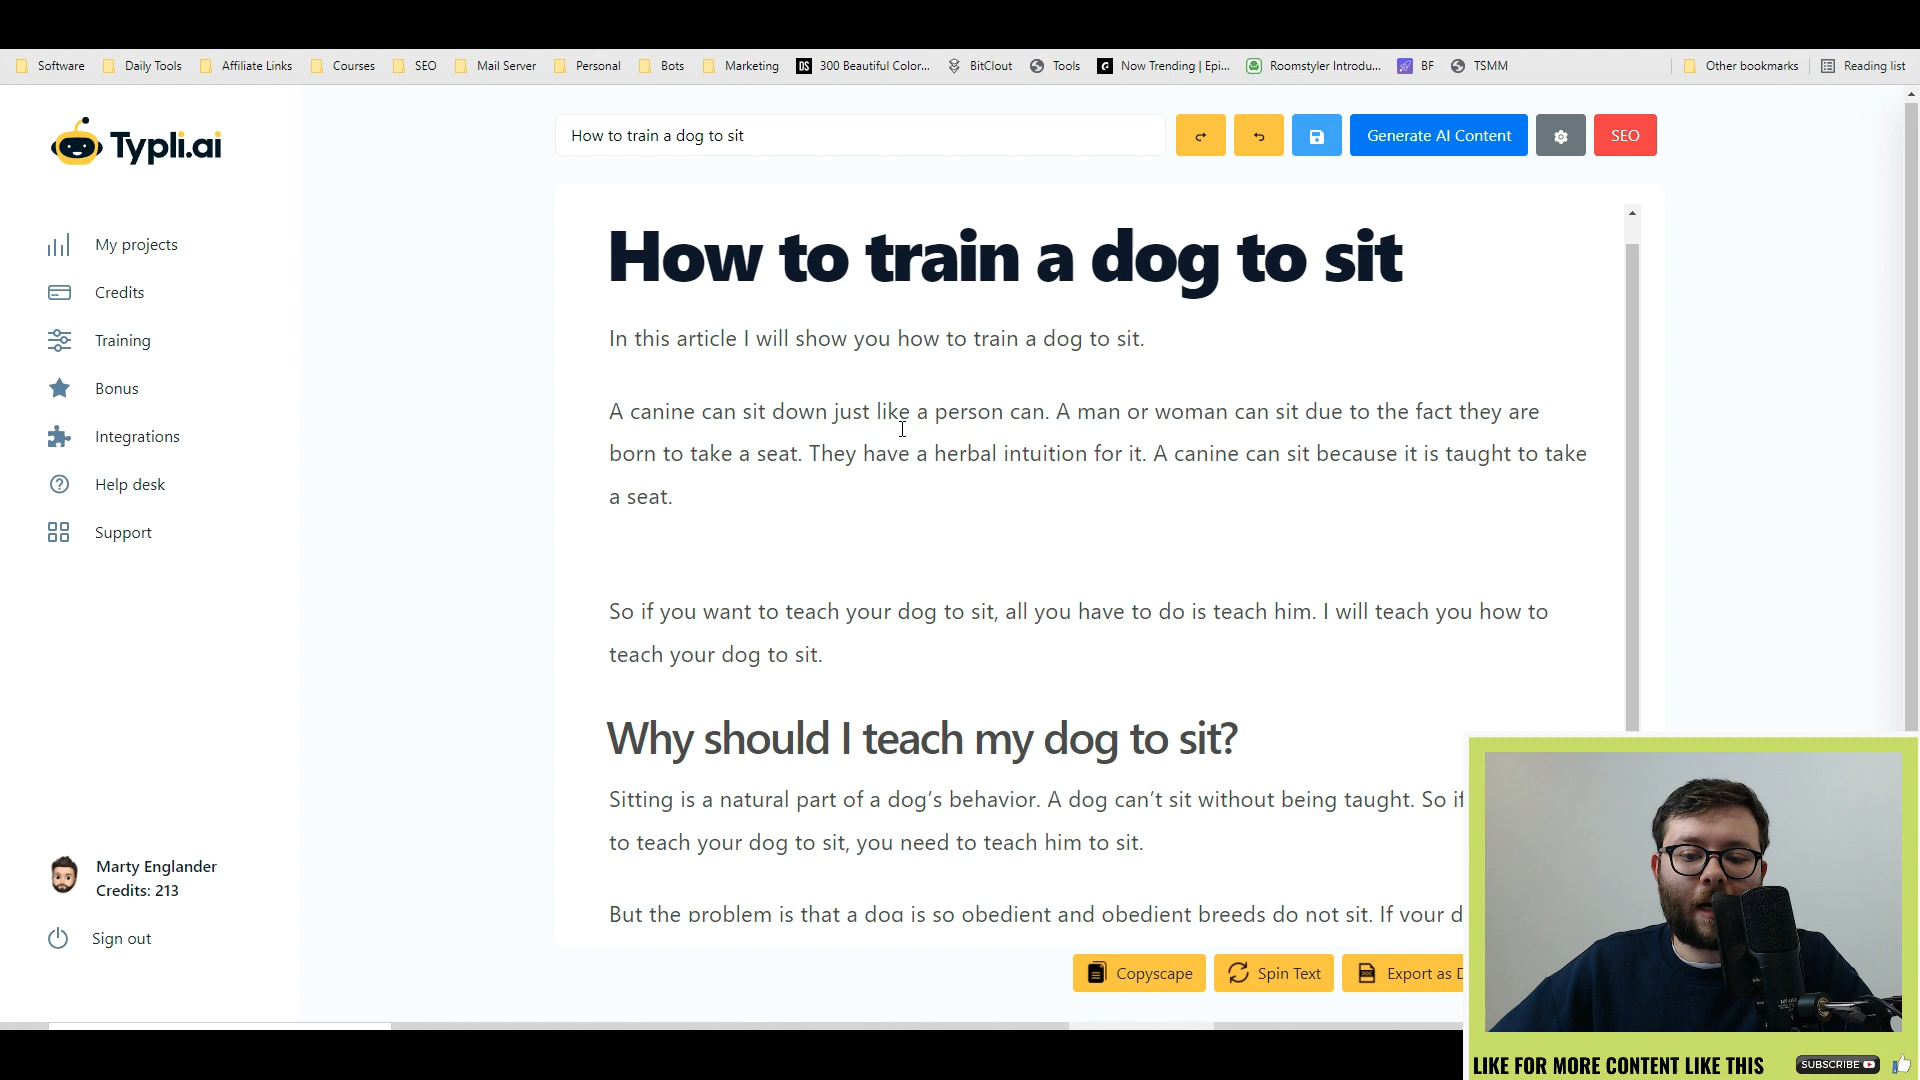 Software Daily Tools Affiliate Links Courses SEO Mail Server Personal Bots Marketing DS 300 Beautiful Color... BitClout Tools Now Trending | Epi... Roomstyler Introdu... BF TSMM Other bookmarks Reading list
Typli.ai
How to train a dog to sit
Generate AI Content
SEO
My projects
Credits
Training
Bonus
Integrations
Help desk
Support
Marty Englander
Credits: 213
Sign out
How to train a dog to sit
In this article I will show you how to train a dog to sit.
A canine can sit down just like a person can. A man or woman can sit due to the fact they are
born to take a seat. They have a herbal intuition for it. A canine can sit because it is taught to take
a seat.
So if you want to teach your dog to sit, all you have to do is teach him. I will teach you how to
teach your dog to sit.
Why should I teach my dog to sit?
Sitting is a natural part of a dog's behavior. A dog can't sit without being taught. So if
to teach your dog to sit, you need to teach him to sit.
But the problem is that a dog is so obedient and obedient breeds do not sit. If your d
Copyscape
Spin Text
Export as D
LIKE FOR MORE CONTENT LIKE THIS
SUBSCRIBE